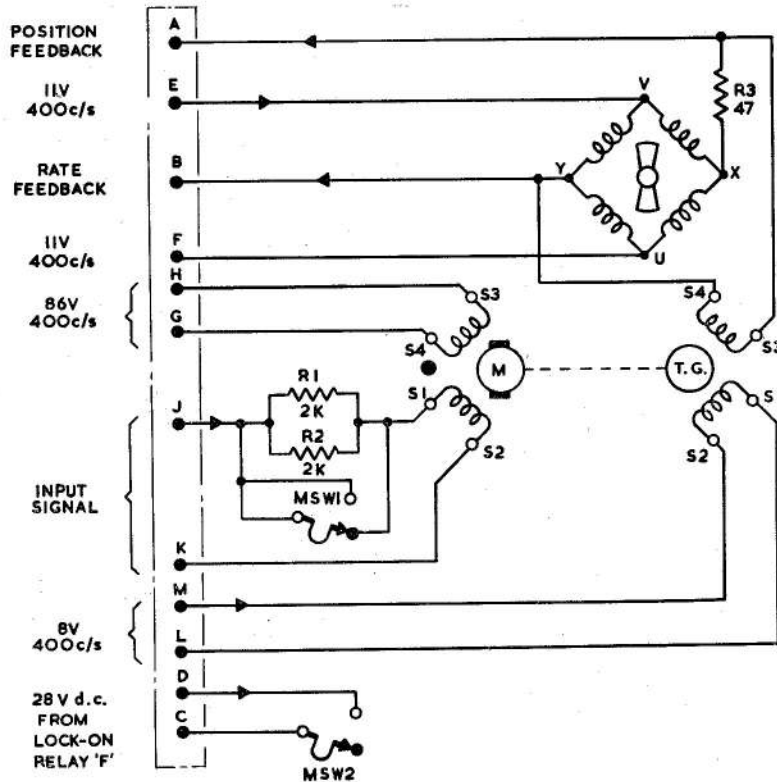 POSITION
FEEDBACK
A
11V
400c/s
E
RATE
FEEDBACK
B
11V
400c/s
F
86V
400c/s
H
G
J
INPUT
SIGNAL
K
M
8V
400c/s
L
28V d.c.
FROM
LOCK-ON
RELAY 'F'
D
C
V
R3
47
Y
X
U
S3
S4
M
S1
S2
R1
2K
R2
2K
MSW1
S4
S3
T.G.
S
S2
MSW2